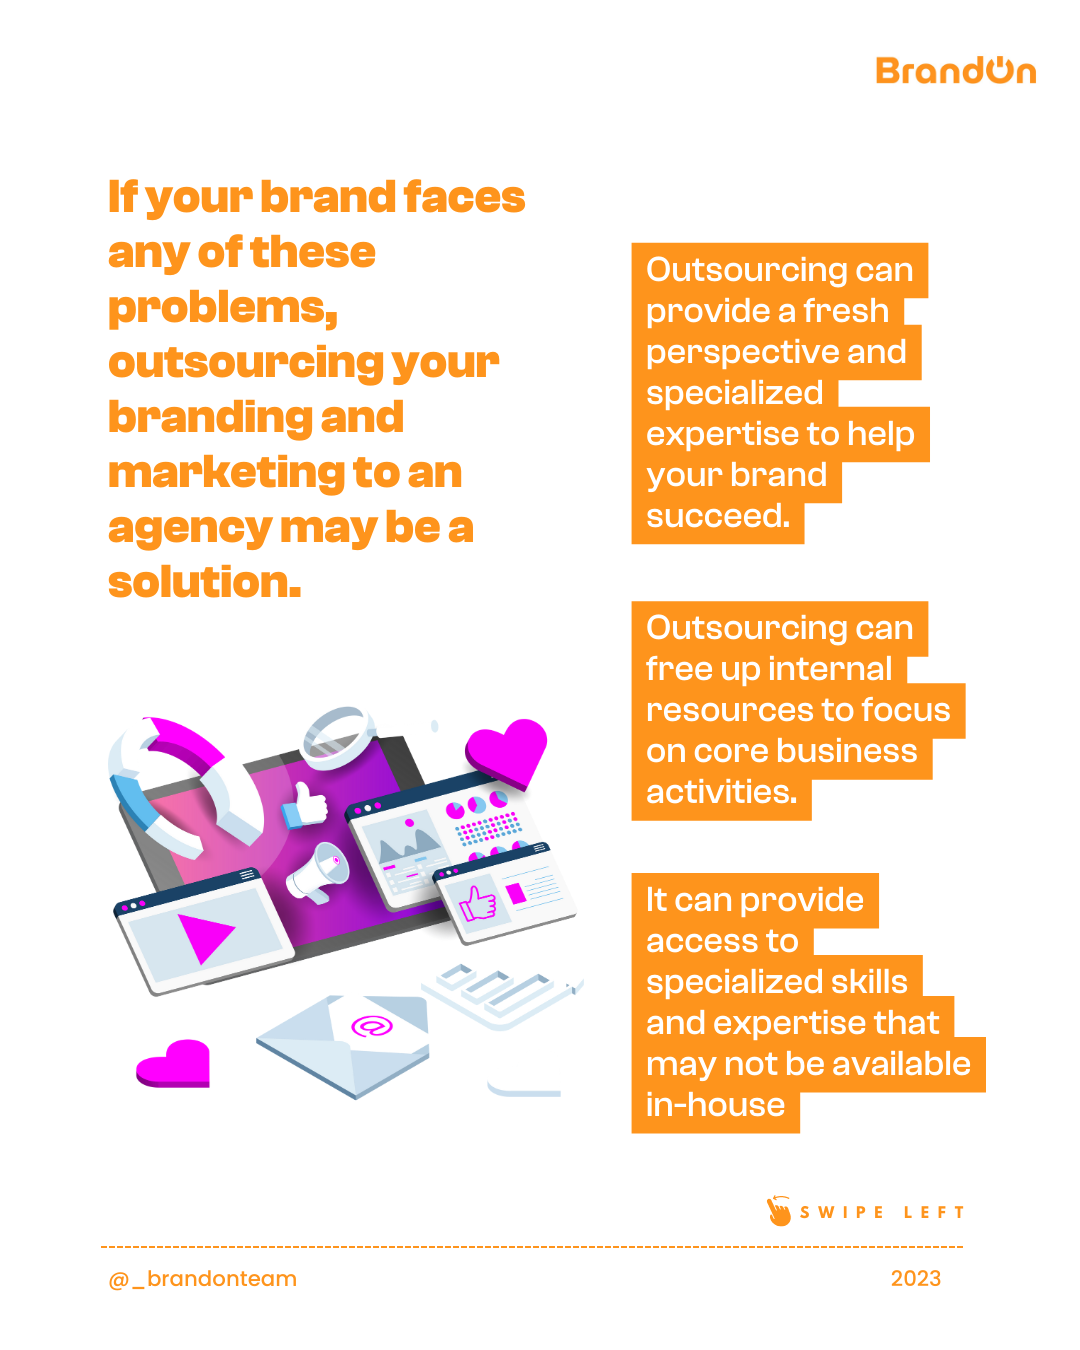 BrandOn
If your brand faces
any of these
problems,
outsourcing your
branding and
marketing to an
agency may be a
solution.
Outsourcing can
provide a fresh
perspective and
specialized
expertise to help
your brand
succeed.
Outsourcing can
free up internal
resources to focus
on core business
activities.
It can provide
access to
specialized skills
and expertise that
may not be available
in-house
@
SWIPE LEFT
@_brandonteam
2023